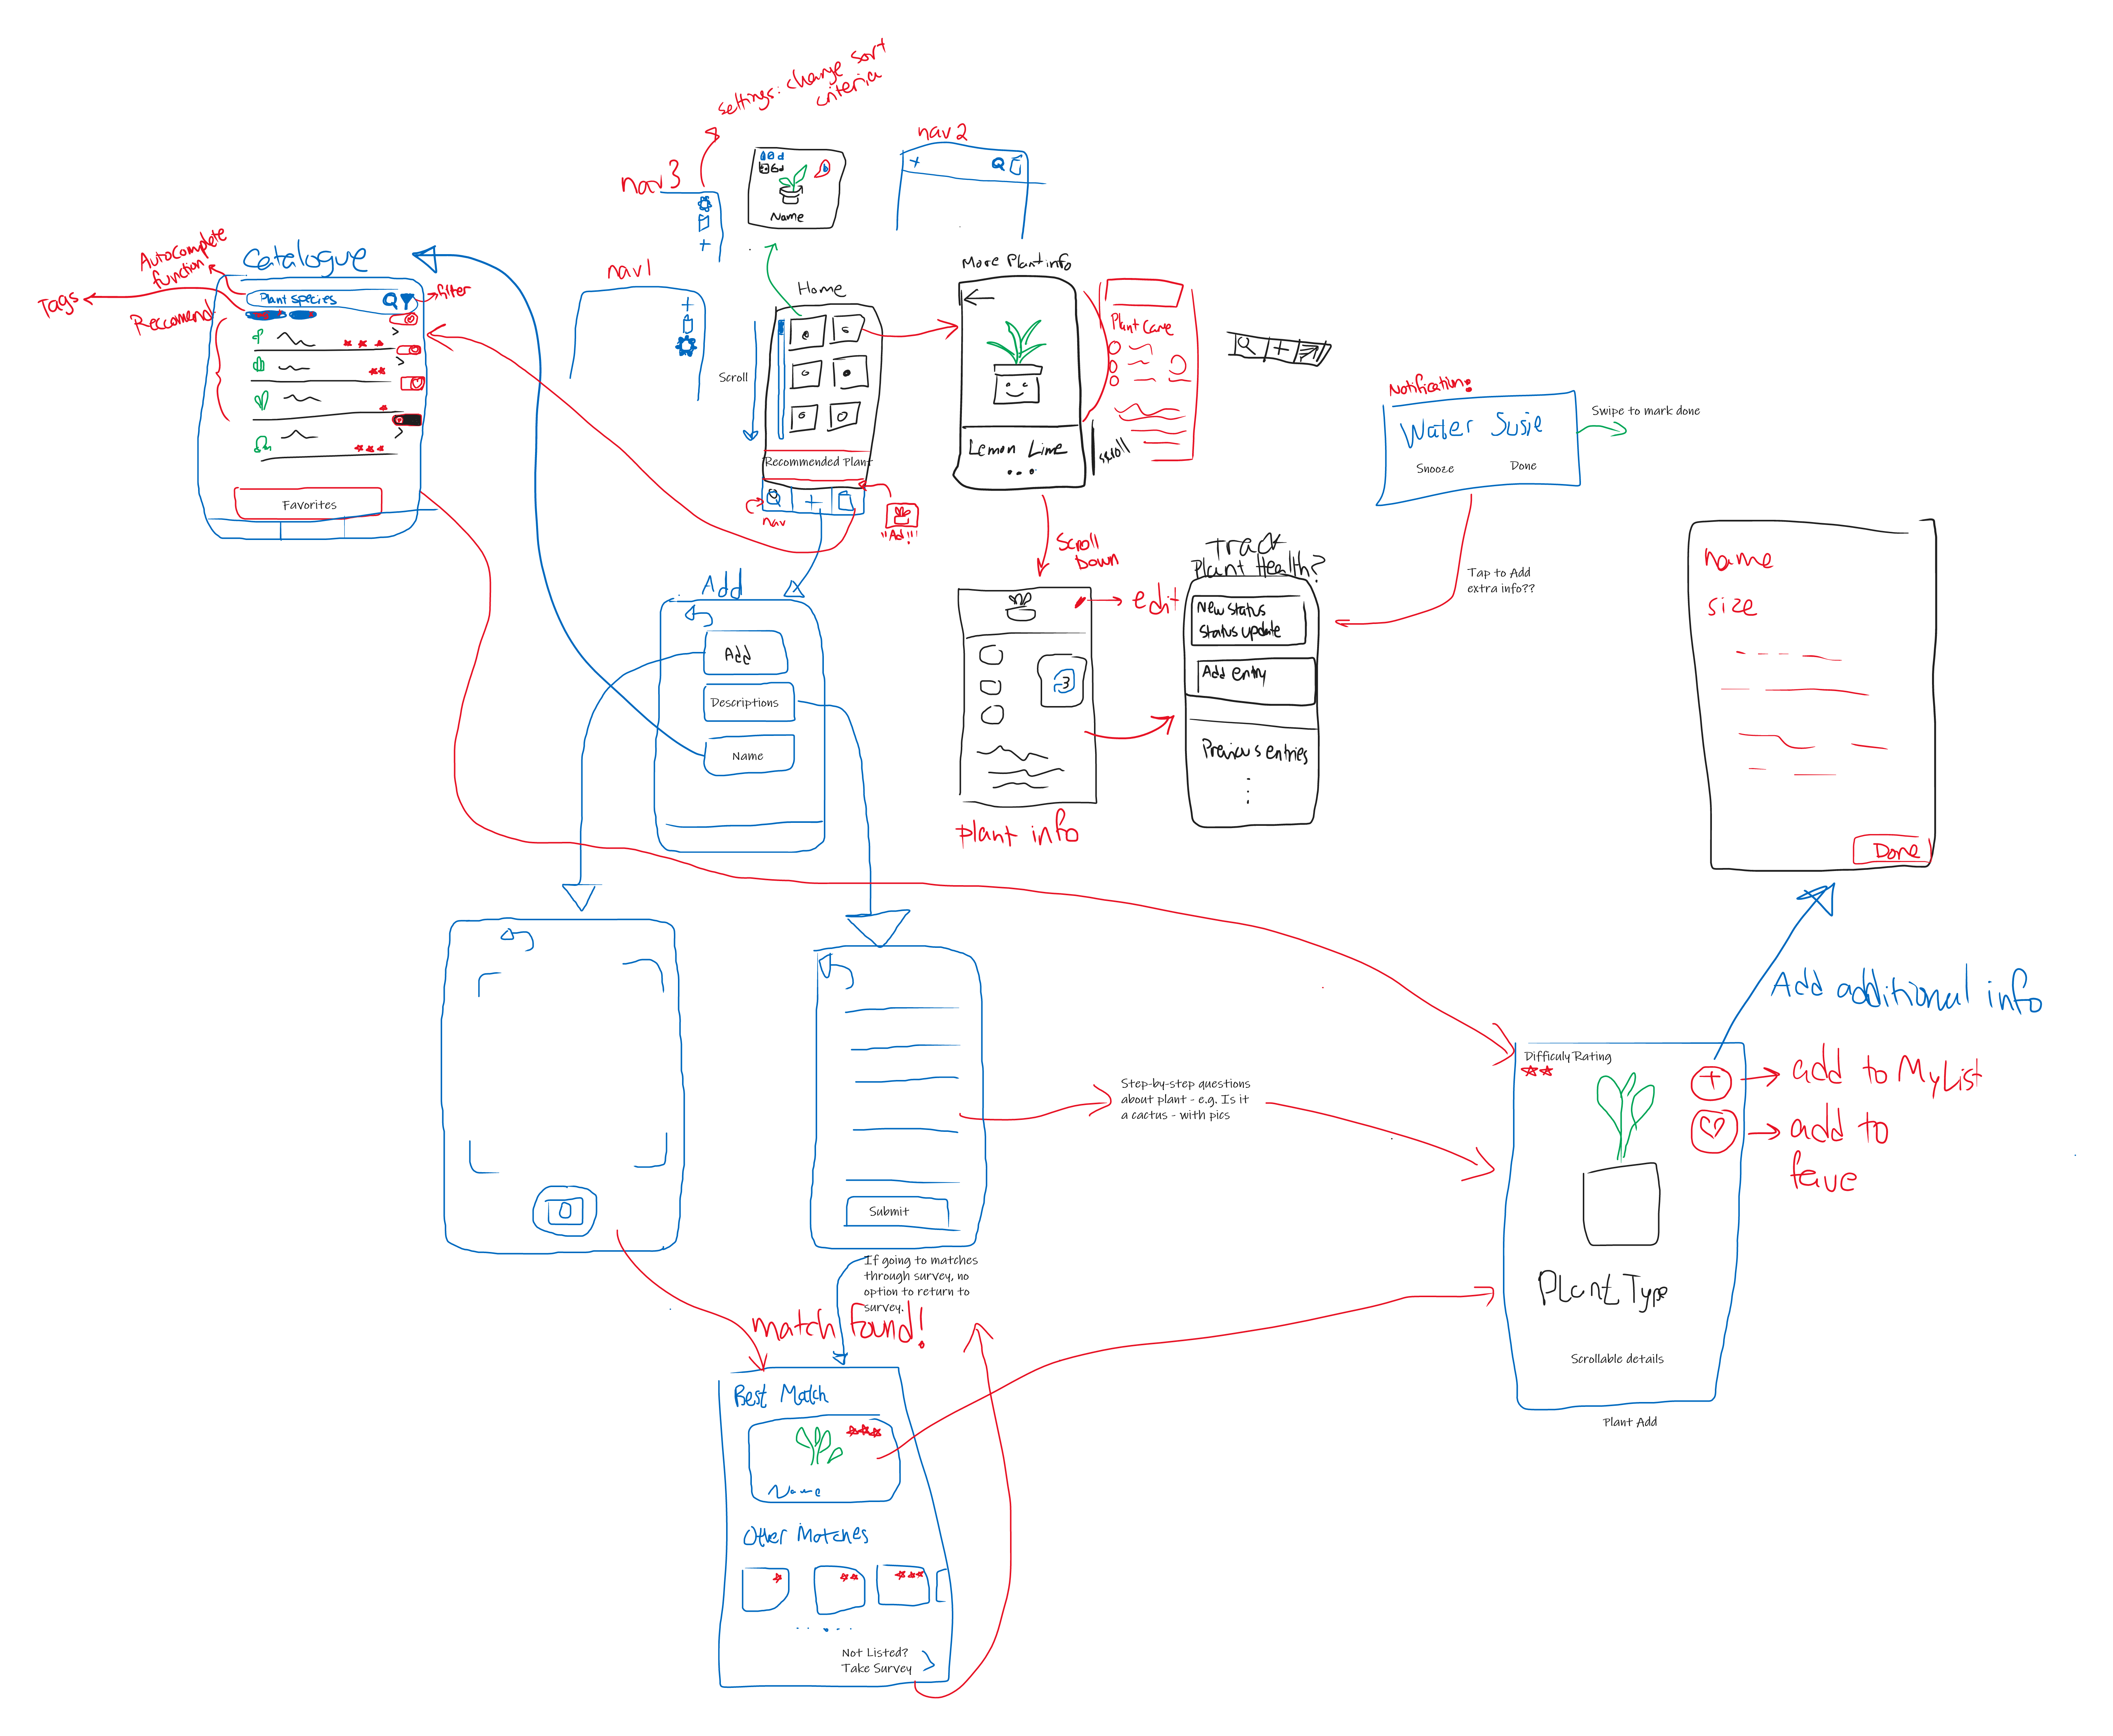 settings: change sort
criteria
nav 2
nav 3
Name
Autocomplete
function
Catalogue
nav 1
More Plant info
Tags
Plant species
filter
Reccomend
Home
Plant Care
Scroll
Notification:
Water Susie
Snooze
Done
Swipe to mark done
Lemon Lime
scroll
Recommended Plant
Favorites
nav
"Ad!!"
Scroll
Down
Track
Plant Health?
Tap to Add
extra info??
name
size
Done
Add
edit
New Status
Status update
Add entry
Previous entries
Add
Descriptions
Name
plant info
Add additional info
Difficuly Rating
add to MyList
add to
fave
Step-by-step questions
about plant - e.g. Is it
a cactus - with pics
Submit
If going to matches
through survey, no
option to return to
survey.
match found!
Plant Type
Scrollable details
Plant Add
Best Match
Name
Other Matches
Not Listed?
Take Survey